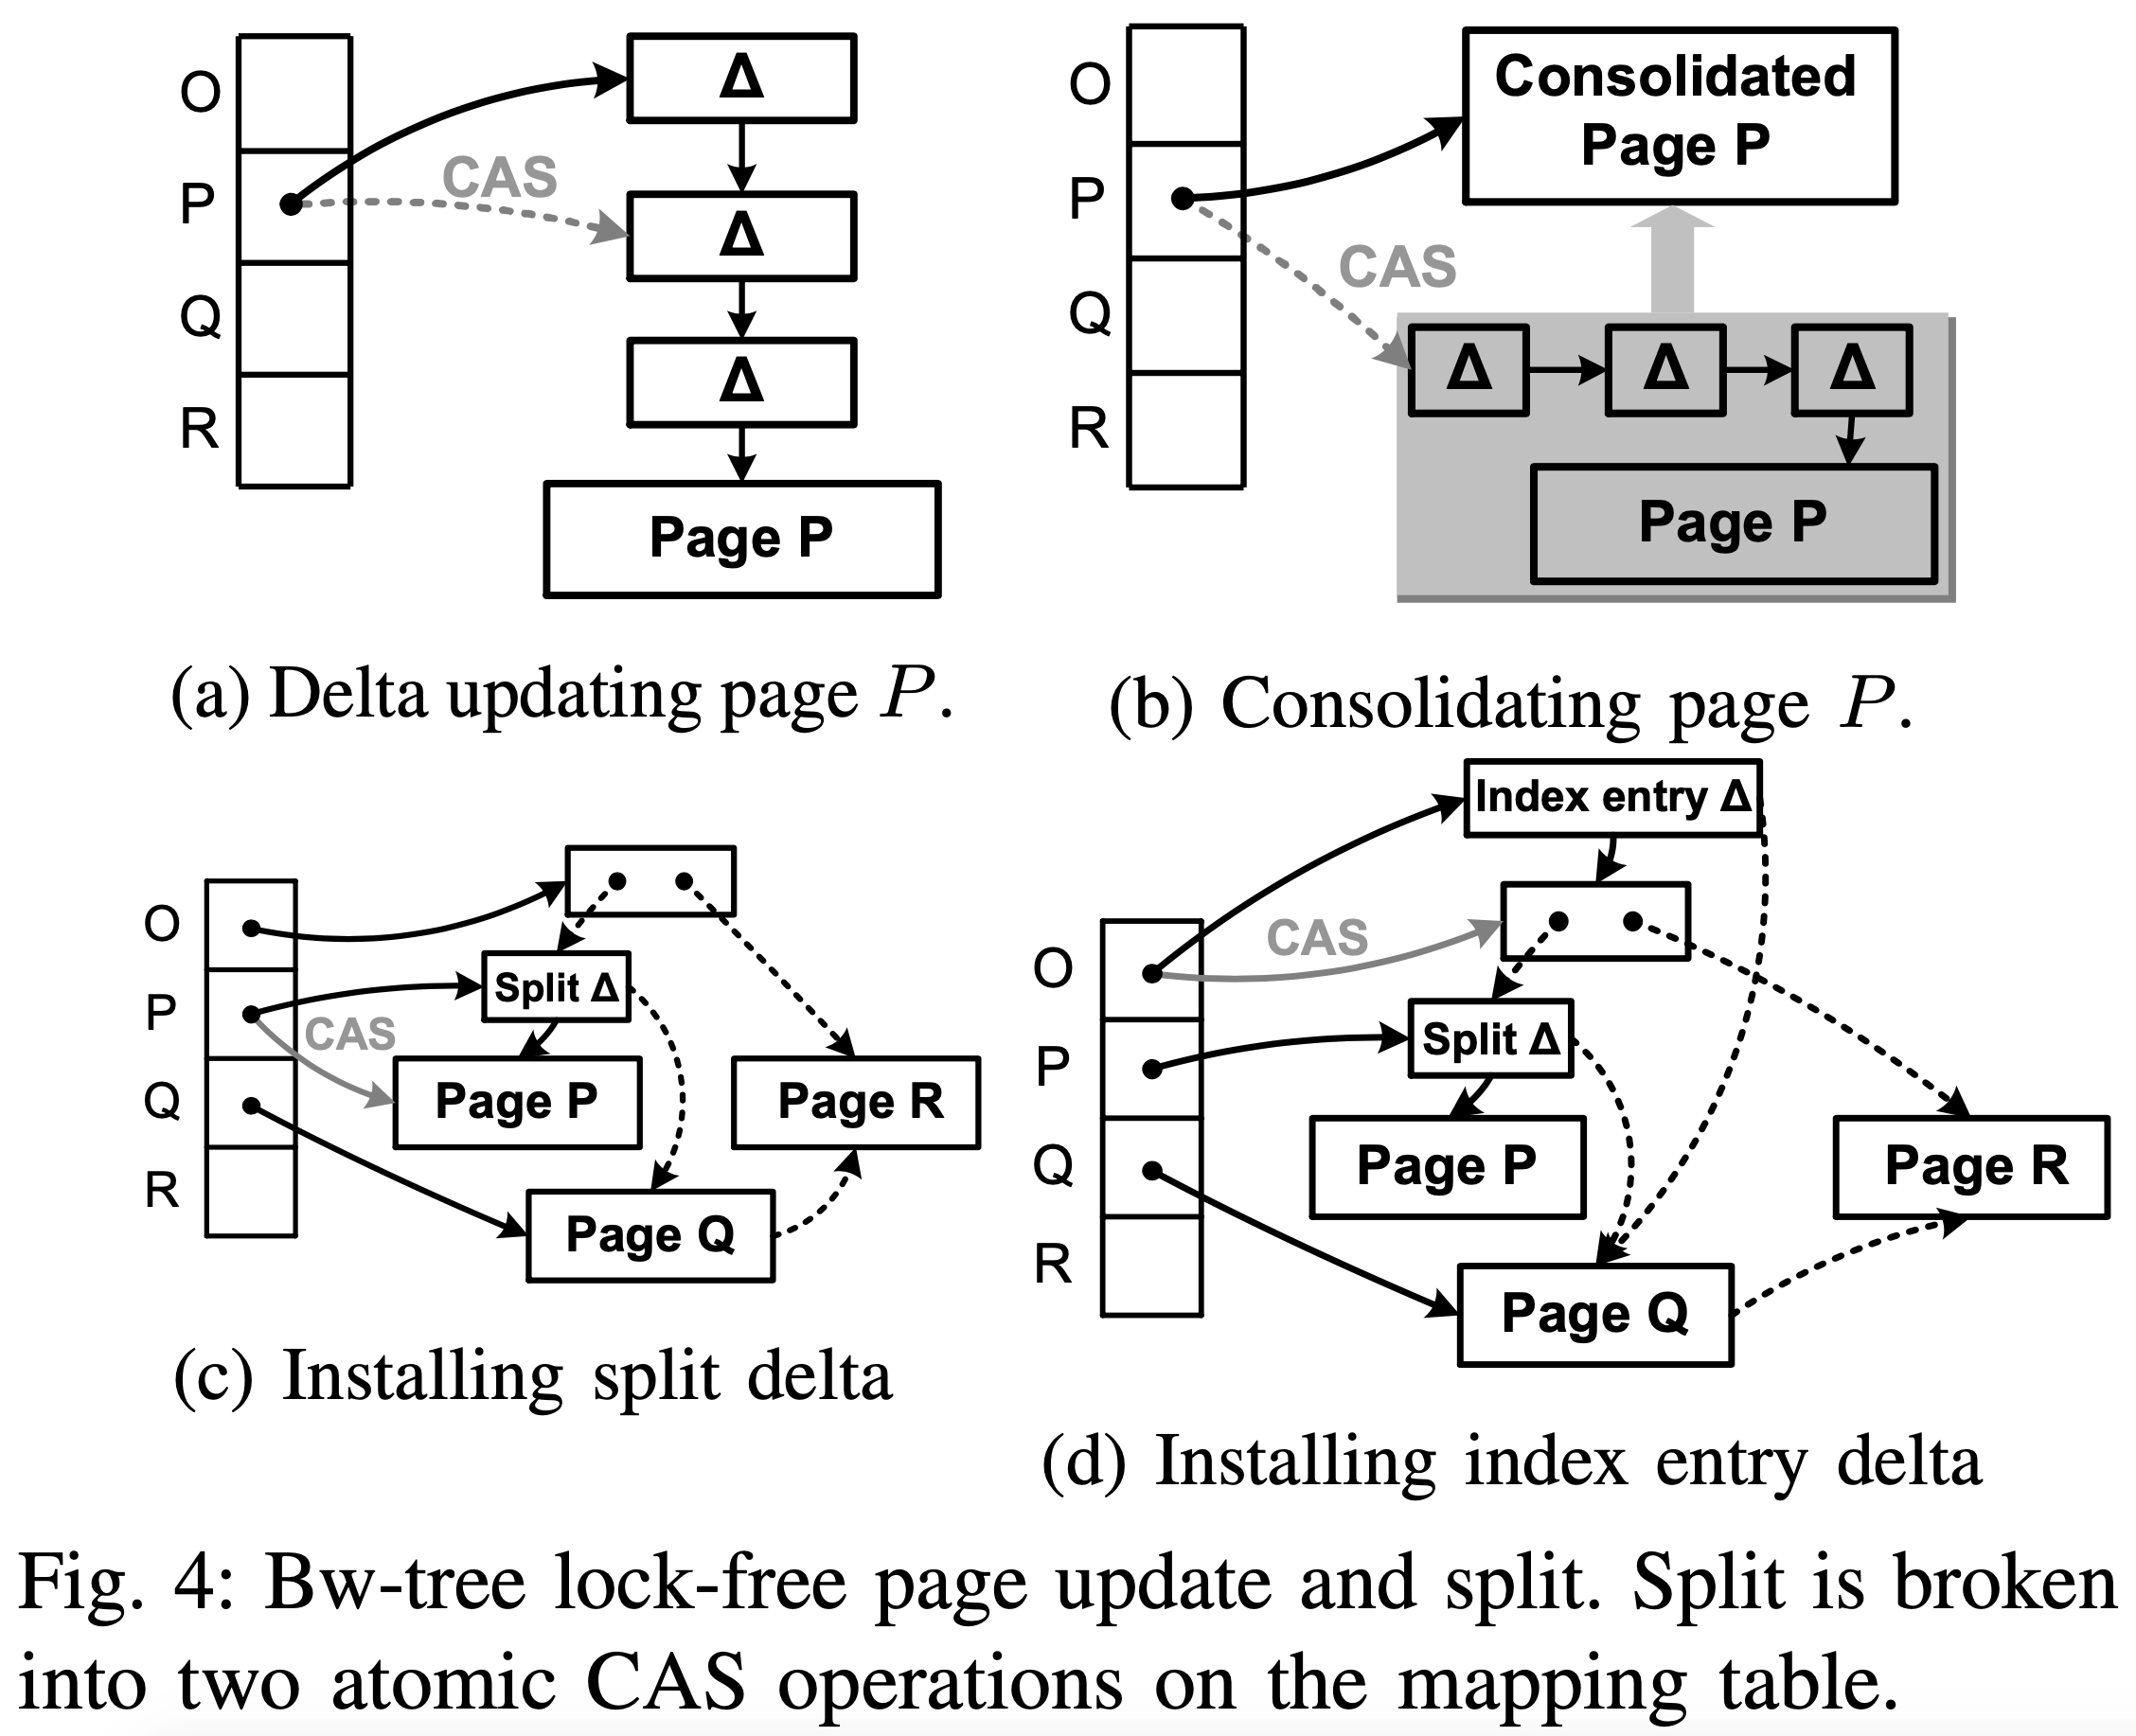 O
P
Q
R
CAS
Δ
Δ
Δ
Page P
(a) Delta updating page P.
O
P
Q
R
CAS
Consolidated
Page P
Δ Δ Δ
Page P
(b) Consolidating page P.
O
P
Q
R
CAS
Split Δ
Page P
Page R
Page Q
(c) Installing split delta
O
P
Q
R
CAS
Index entry Δ
Split Δ
Page P
Page R
Page Q
(d) Installing index entry delta
Fig. 4: Bw-tree lock-free page update and split. Split is broken
into two atomic CAS operations on the mapping table.